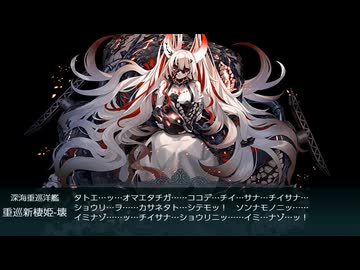 深海重巡洋艦
重巡新棲姫-壊
タトエ…ッ…オマエタチガ……ココデ…チイ…サナ…チイサナ…
ショウリ…ヲ……カサネタト…シテモッ！　ソンナモノニッ……
イミナゾ……ッ…チイサナ…ショウリニッ……イミ…ナゾ…ッ！